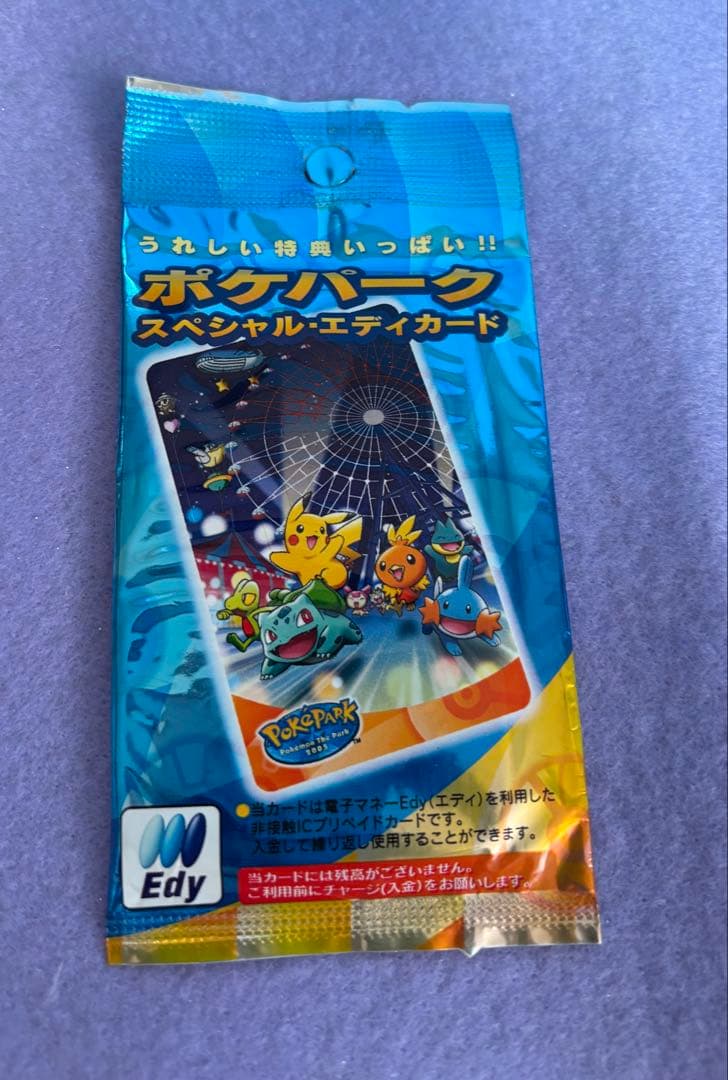 うれしい特典いっぱい!!
ポケパーク
スペシャル・エディカード
POKéPARK
Pokémon The Park
2005
TM
●当カードは電子マネーEdy(エディ)を利用した
非接触ICプリペイドカードです。
入金して繰り返し使用することができます。
Edy
当カードには残高がございません。
ご利用前にチャージ(入金)をお願いします。